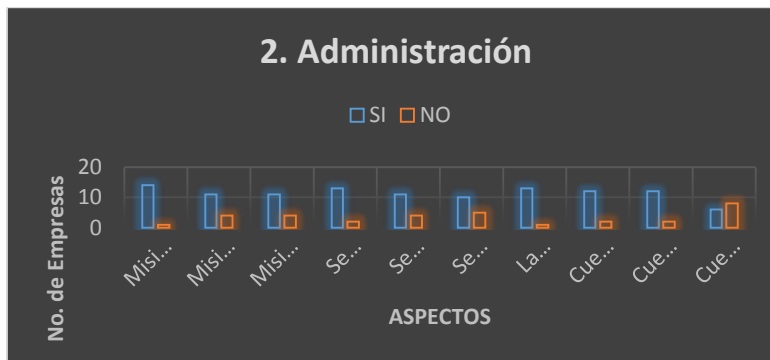 2. Administración
SI NO
No. de Empresas
20
10
0
Misi...
Misi...
Misi...
Se...
Se...
Se...
La...
Cue...
Cue...
Cue...
ASPECTOS